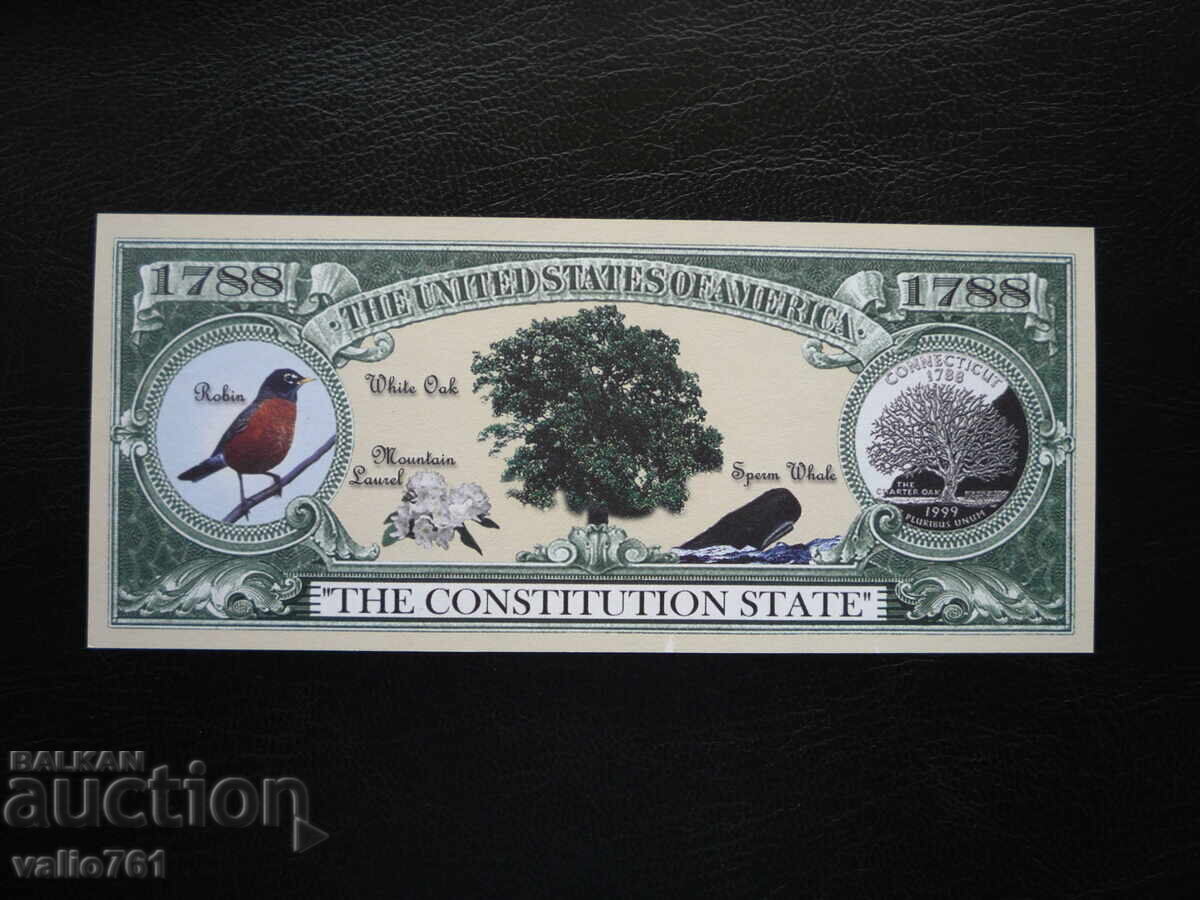 1788
THE UNITED STATES OF AMERICA
1788
Robin
White Oak
Mountain
Laurel
Sperm Whale
CONNECTICUT
1788
THE
CHARTER OAK
1999
PLURIBUS UNUM
"THE CONSTITUTION STATE"
BALKAN
auction
valio761